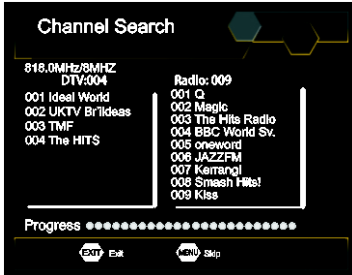 Channel Search
818.0MHz/8MHZ
DTV:004
001 Ideal World
002 UKTV Br'iIdeas
003 TMF
004 The HITS
Radio: 009
001 Q
002 Magic
003 The Hits Radio
004 BBC World Sv.
005 oneword
006 JAZZFM
007 Kerrang!
008 Smash Hits!
009 Kiss
Progress
EXIT Exit
MENU Skip